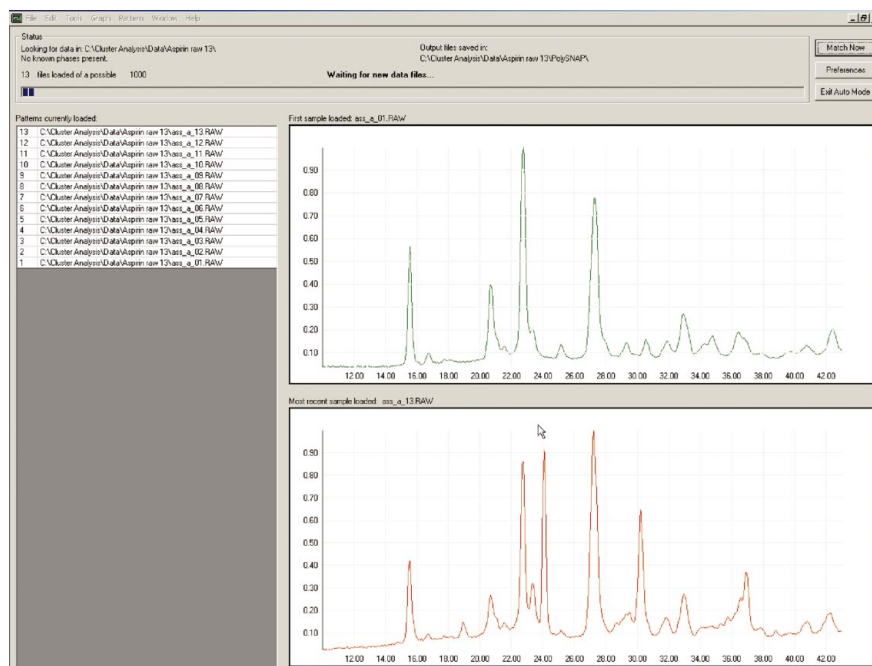 File Edit Tools Graph Patterns Window Help
Status
Looking for data in: C:\Cluster Analysis\Data\Aspirin raw 13\
No known phases present.
13 files loaded of a possible 1000
Output files saved in:
C:\Cluster Analysis\Data\Aspirin raw 13\PolySNAP\
Waiting for new data files...
Match Now
Preferences
Exit Auto Mode
Patterns currently loaded:
13 C:\Cluster Analysis\Data\Aspirin raw 13\ass_a_13.RAW
12 C:\Cluster Analysis\Data\Aspirin raw 13\ass_a_12.RAW
11 C:\Cluster Analysis\Data\Aspirin raw 13\ass_a_11.RAW
10 C:\Cluster Analysis\Data\Aspirin raw 13\ass_a_10.RAW
9 C:\Cluster Analysis\Data\Aspirin raw 13\ass_a_09.RAW
8 C:\Cluster Analysis\Data\Aspirin raw 13\ass_a_08.RAW
7 C:\Cluster Analysis\Data\Aspirin raw 13\ass_a_07.RAW
6 C:\Cluster Analysis\Data\Aspirin raw 13\ass_a_06.RAW
5 C:\Cluster Analysis\Data\Aspirin raw 13\ass_a_05.RAW
4 C:\Cluster Analysis\Data\Aspirin raw 13\ass_a_04.RAW
3 C:\Cluster Analysis\Data\Aspirin raw 13\ass_a_03.RAW
2 C:\Cluster Analysis\Data\Aspirin raw 13\ass_a_02.RAW
1 C:\Cluster Analysis\Data\Aspirin raw 13\ass_a_01.RAW
First sample loaded: ass_a_01.RAW
0.90
0.80
0.70
0.60
0.50
0.40
0.30
0.20
0.10
12.00 14.00 16.00 18.00 20.00 22.00 24.00 26.00 28.00 30.00 32.00 34.00 36.00 38.00 40.00 42.00
Most recent sample loaded: ass_a_13.RAW
0.90
0.80
0.70
0.60
0.50
0.40
0.30
0.20
0.10
12.00 14.00 16.00 18.00 20.00 22.00 24.00 26.00 28.00 30.00 32.00 34.00 36.00 38.00 40.00 42.00